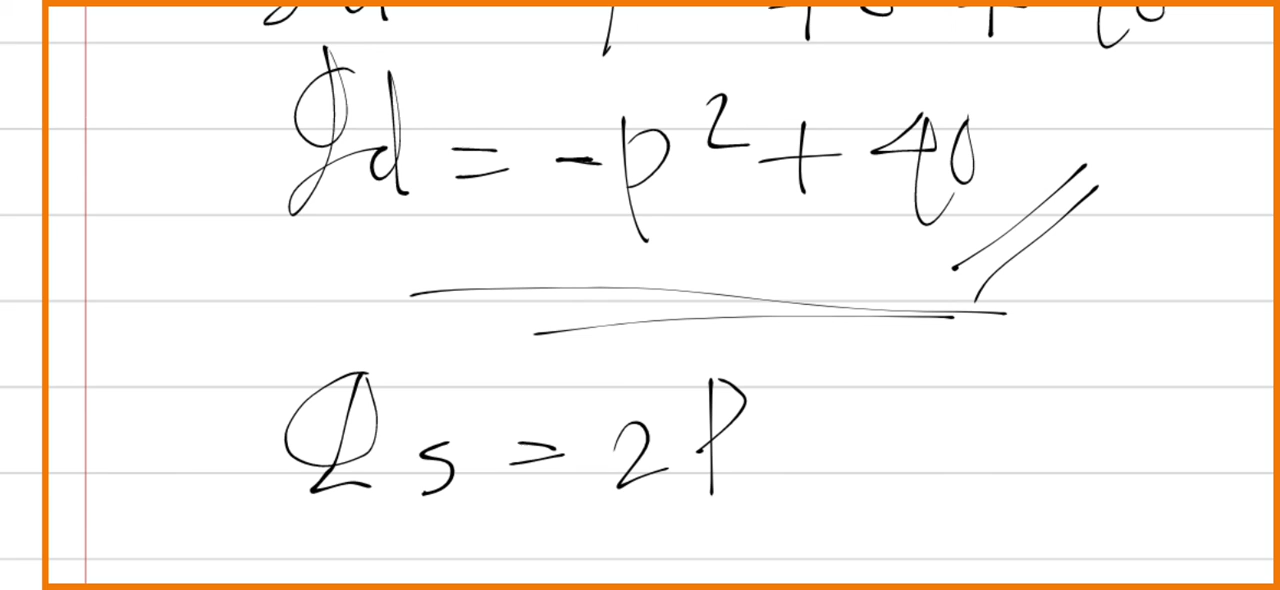 Qd = -p² + 40
Qs = 2P